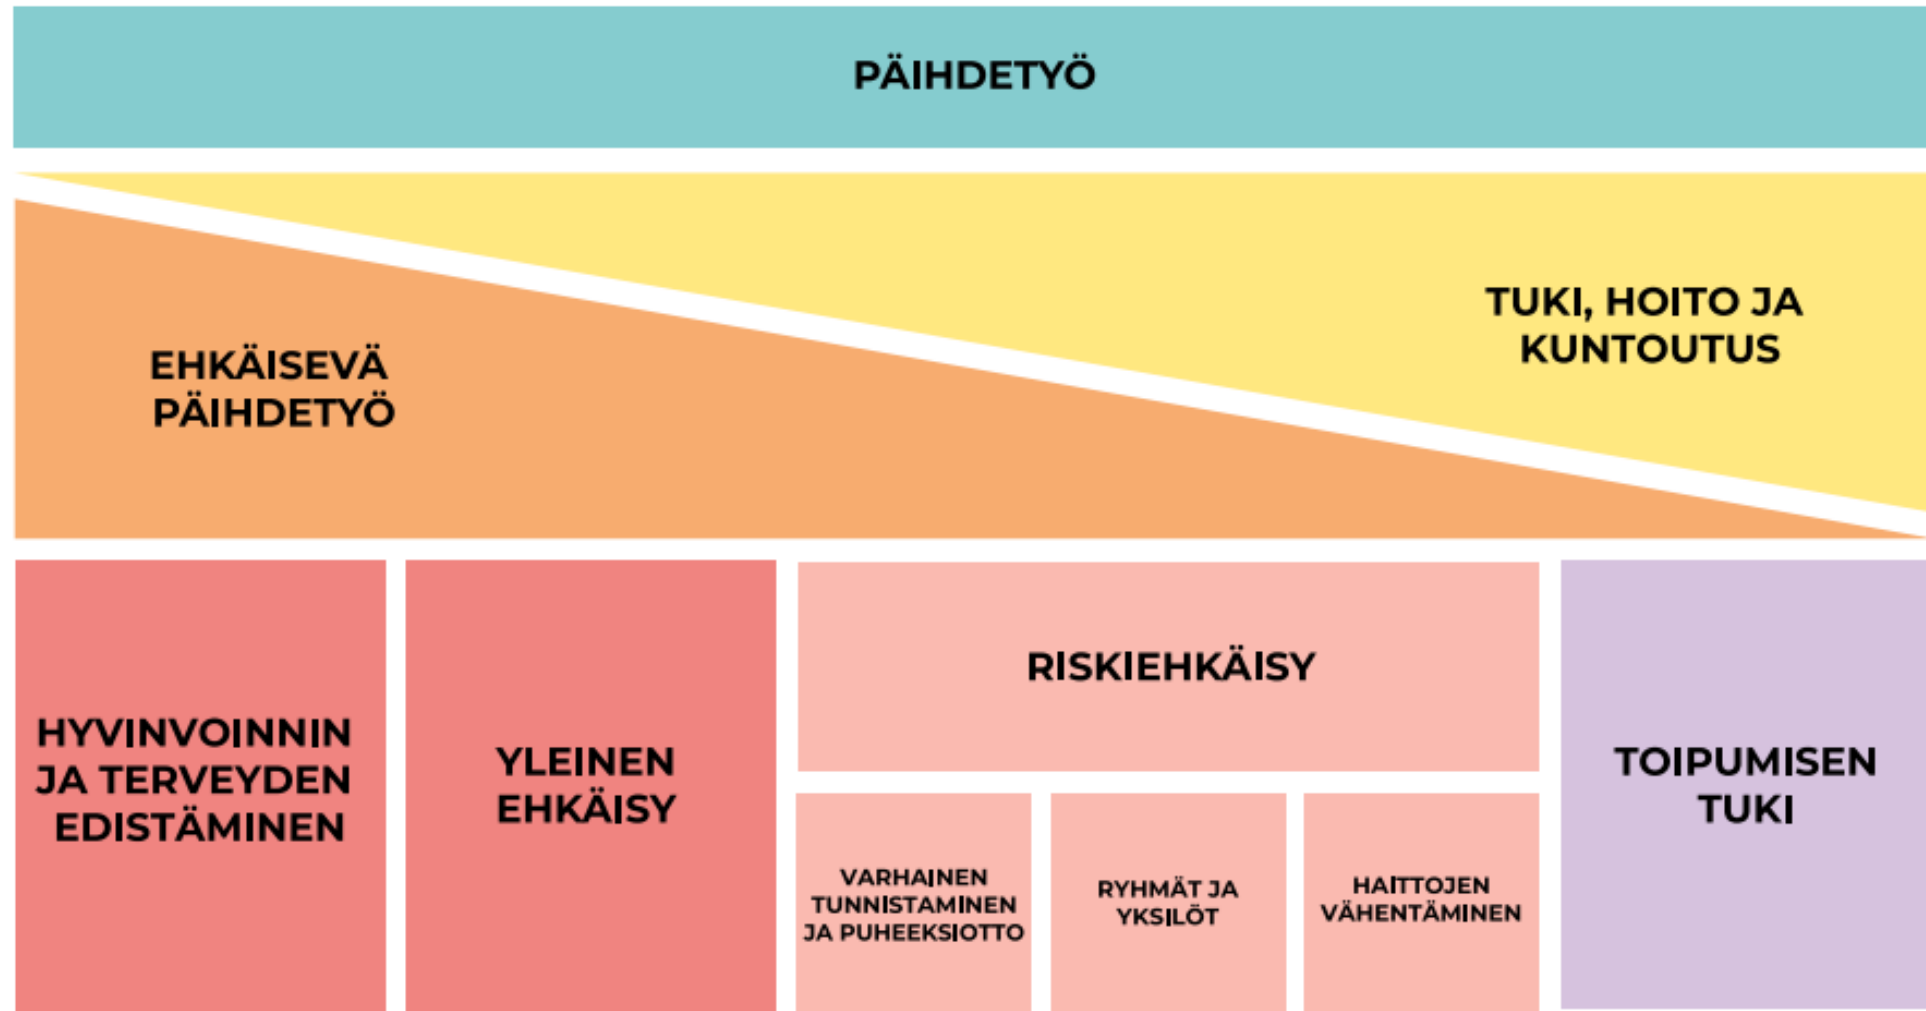 PÄIHDETYÖ
TUKI, HOITO JA
KUNTOUTUS
EHKÄISEVÄ
PÄIHDETYÖ
HYVINVOINNIN
JA TERVEYDEN
EDISTÄMINEN
YLEINEN
EHKÄISY
RISKIEHKÄISY
VARHAINEN
TUNNISTAMINEN
JA PUHEEKSIOTTO
RYHMÄT JA
YKSILÖT
HAITTOJEN
VÄHENTÄMINEN
TOIPUMISEN
TUKI